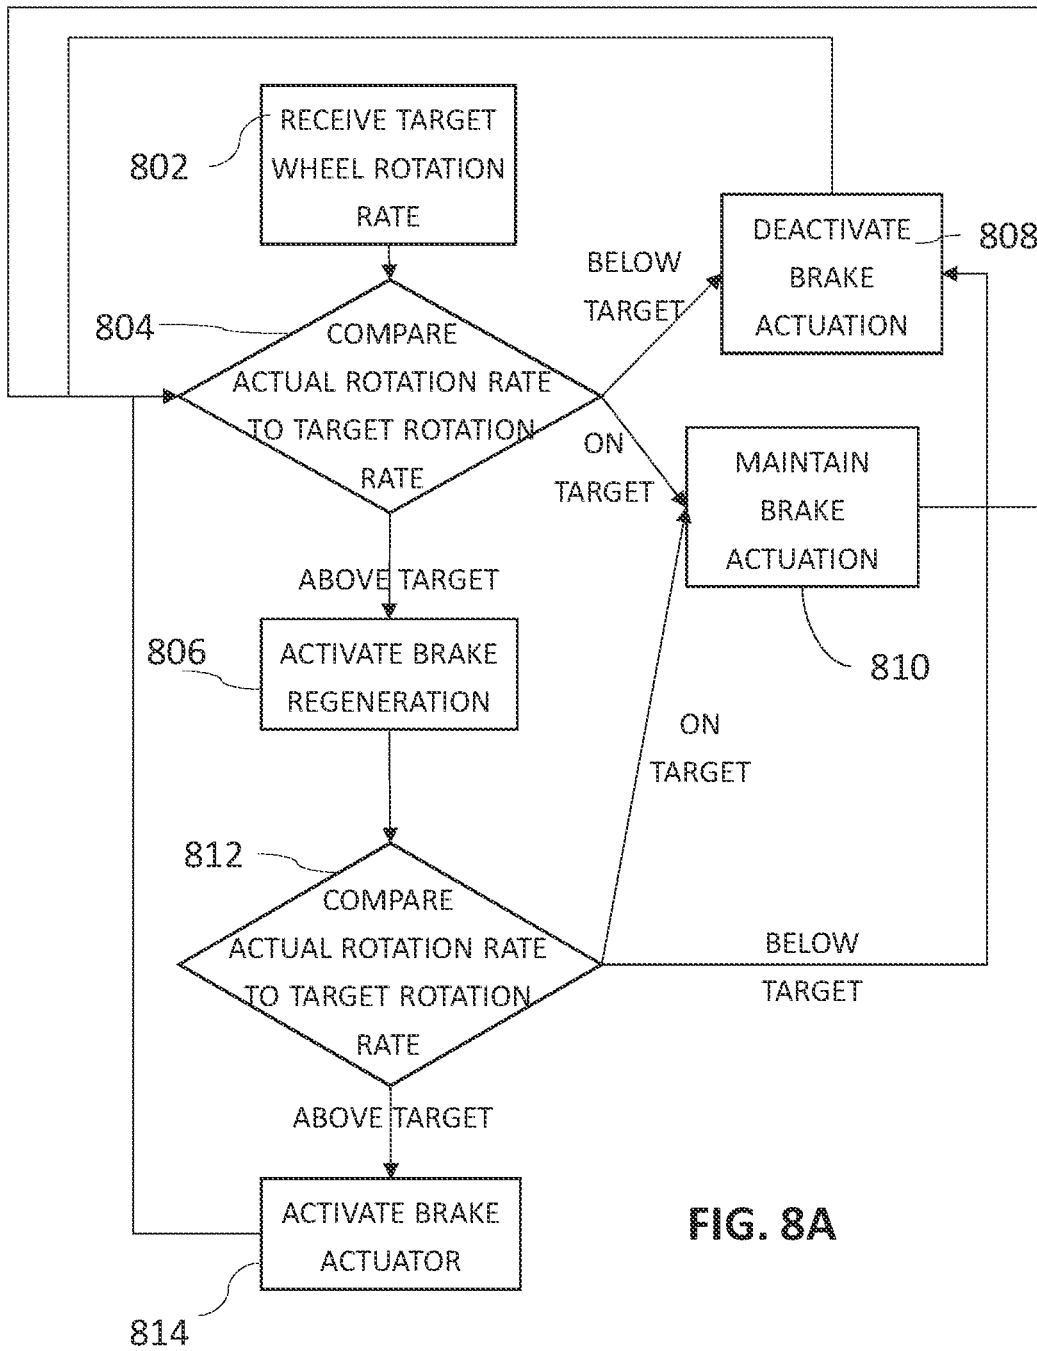 RECEIVE TARGET
WHEEL ROTATION
RATE
802
DEACTIVATE
BRAKE
ACTUATION
808
BELOW
TARGET
804
COMPARE
ACTUAL ROTATION RATE
TO TARGET ROTATION
RATE
ON
TARGET
MAINTAIN
BRAKE
ACTUATION
810
ABOVE TARGET
806
ACTIVATE BRAKE
REGENERATION
ON
TARGET
812
COMPARE
ACTUAL ROTATION RATE
TO TARGET ROTATION
RATE
BELOW
TARGET
ABOVE TARGET
ACTIVATE BRAKE
ACTUATOR
814
FIG. 8A